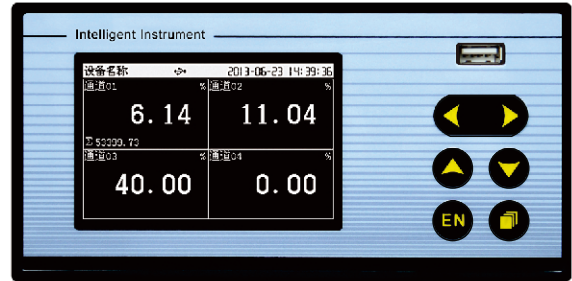 Intelligent Instrument
设备名称 2013-06-23 14:39:36
通道01 % 通道02 %
6.14 11.04
Σ53999.73
通道03 % 通道04 %
40.00 0.00
EN